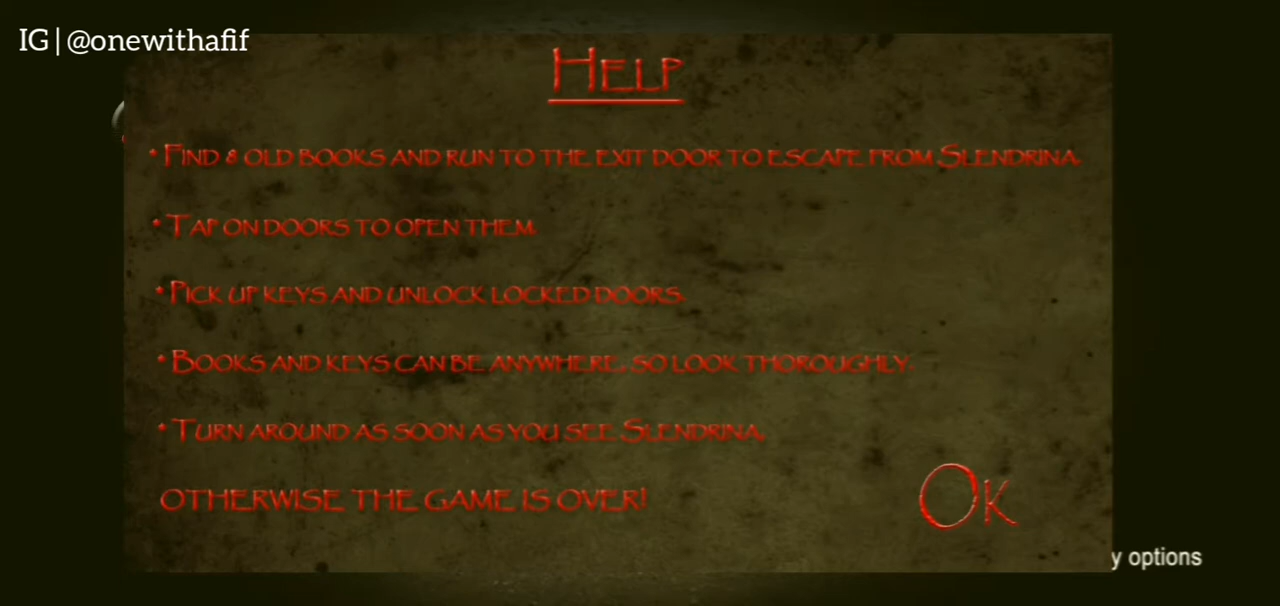 IG | @onewithafif
HELP
* FIND 8 OLD BOOKS AND RUN TO THE EXIT DOOR TO ESCAPE FROM SLENDRINA.
* TAP ON DOORS TO OPEN THEM.
* PICK UP KEYS AND UNLOCK LOCKED DOORS.
* BOOKS AND KEYS CAN BE ANYWHERE, SO LOOK THOROUGHLY.
* TURN AROUND AS SOON AS YOU SEE SLENDRINA,
OTHERWISE THE GAME IS OVER!
OK
y options